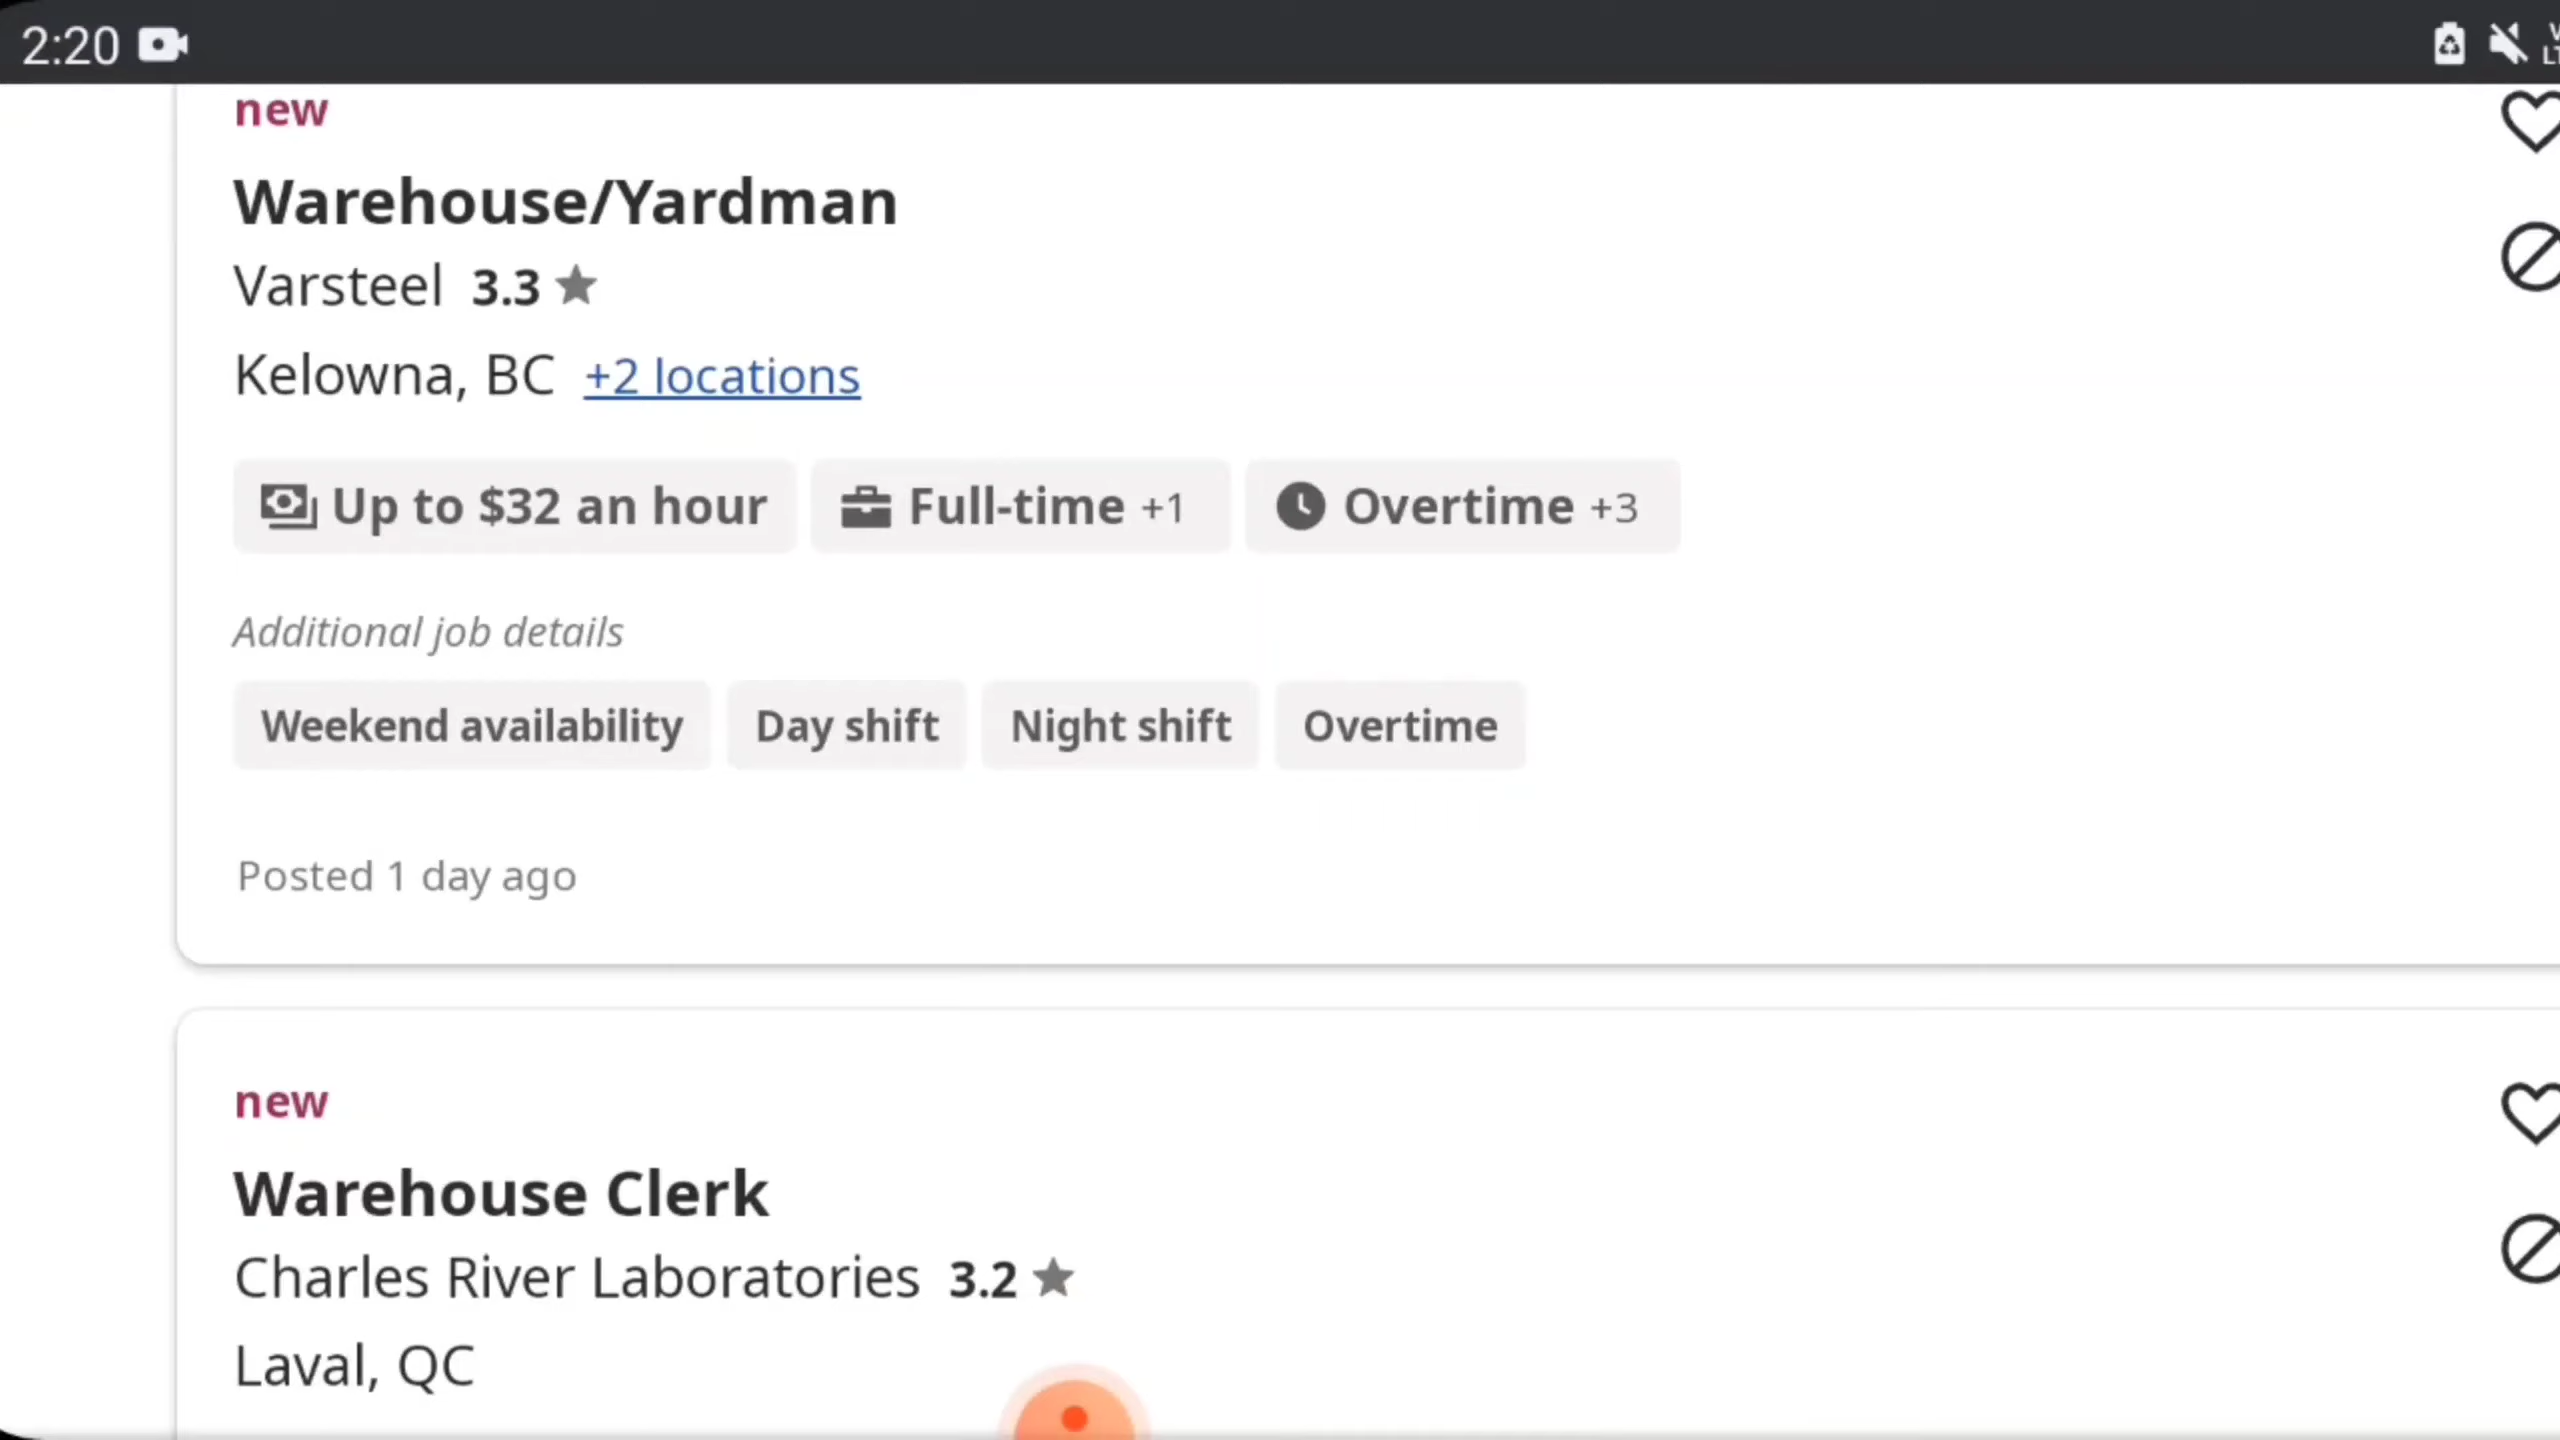 2:20
new
Warehouse/Yardman
Varsteel 3.3
Kelowna, BC +2 locations
Up to $32 an hour Full-time +1 Overtime +3
Additional job details
Weekend availability Day shift Night shift Overtime
Posted 1 day ago
new
Warehouse Clerk
Charles River Laboratories 3.2
Laval, QC